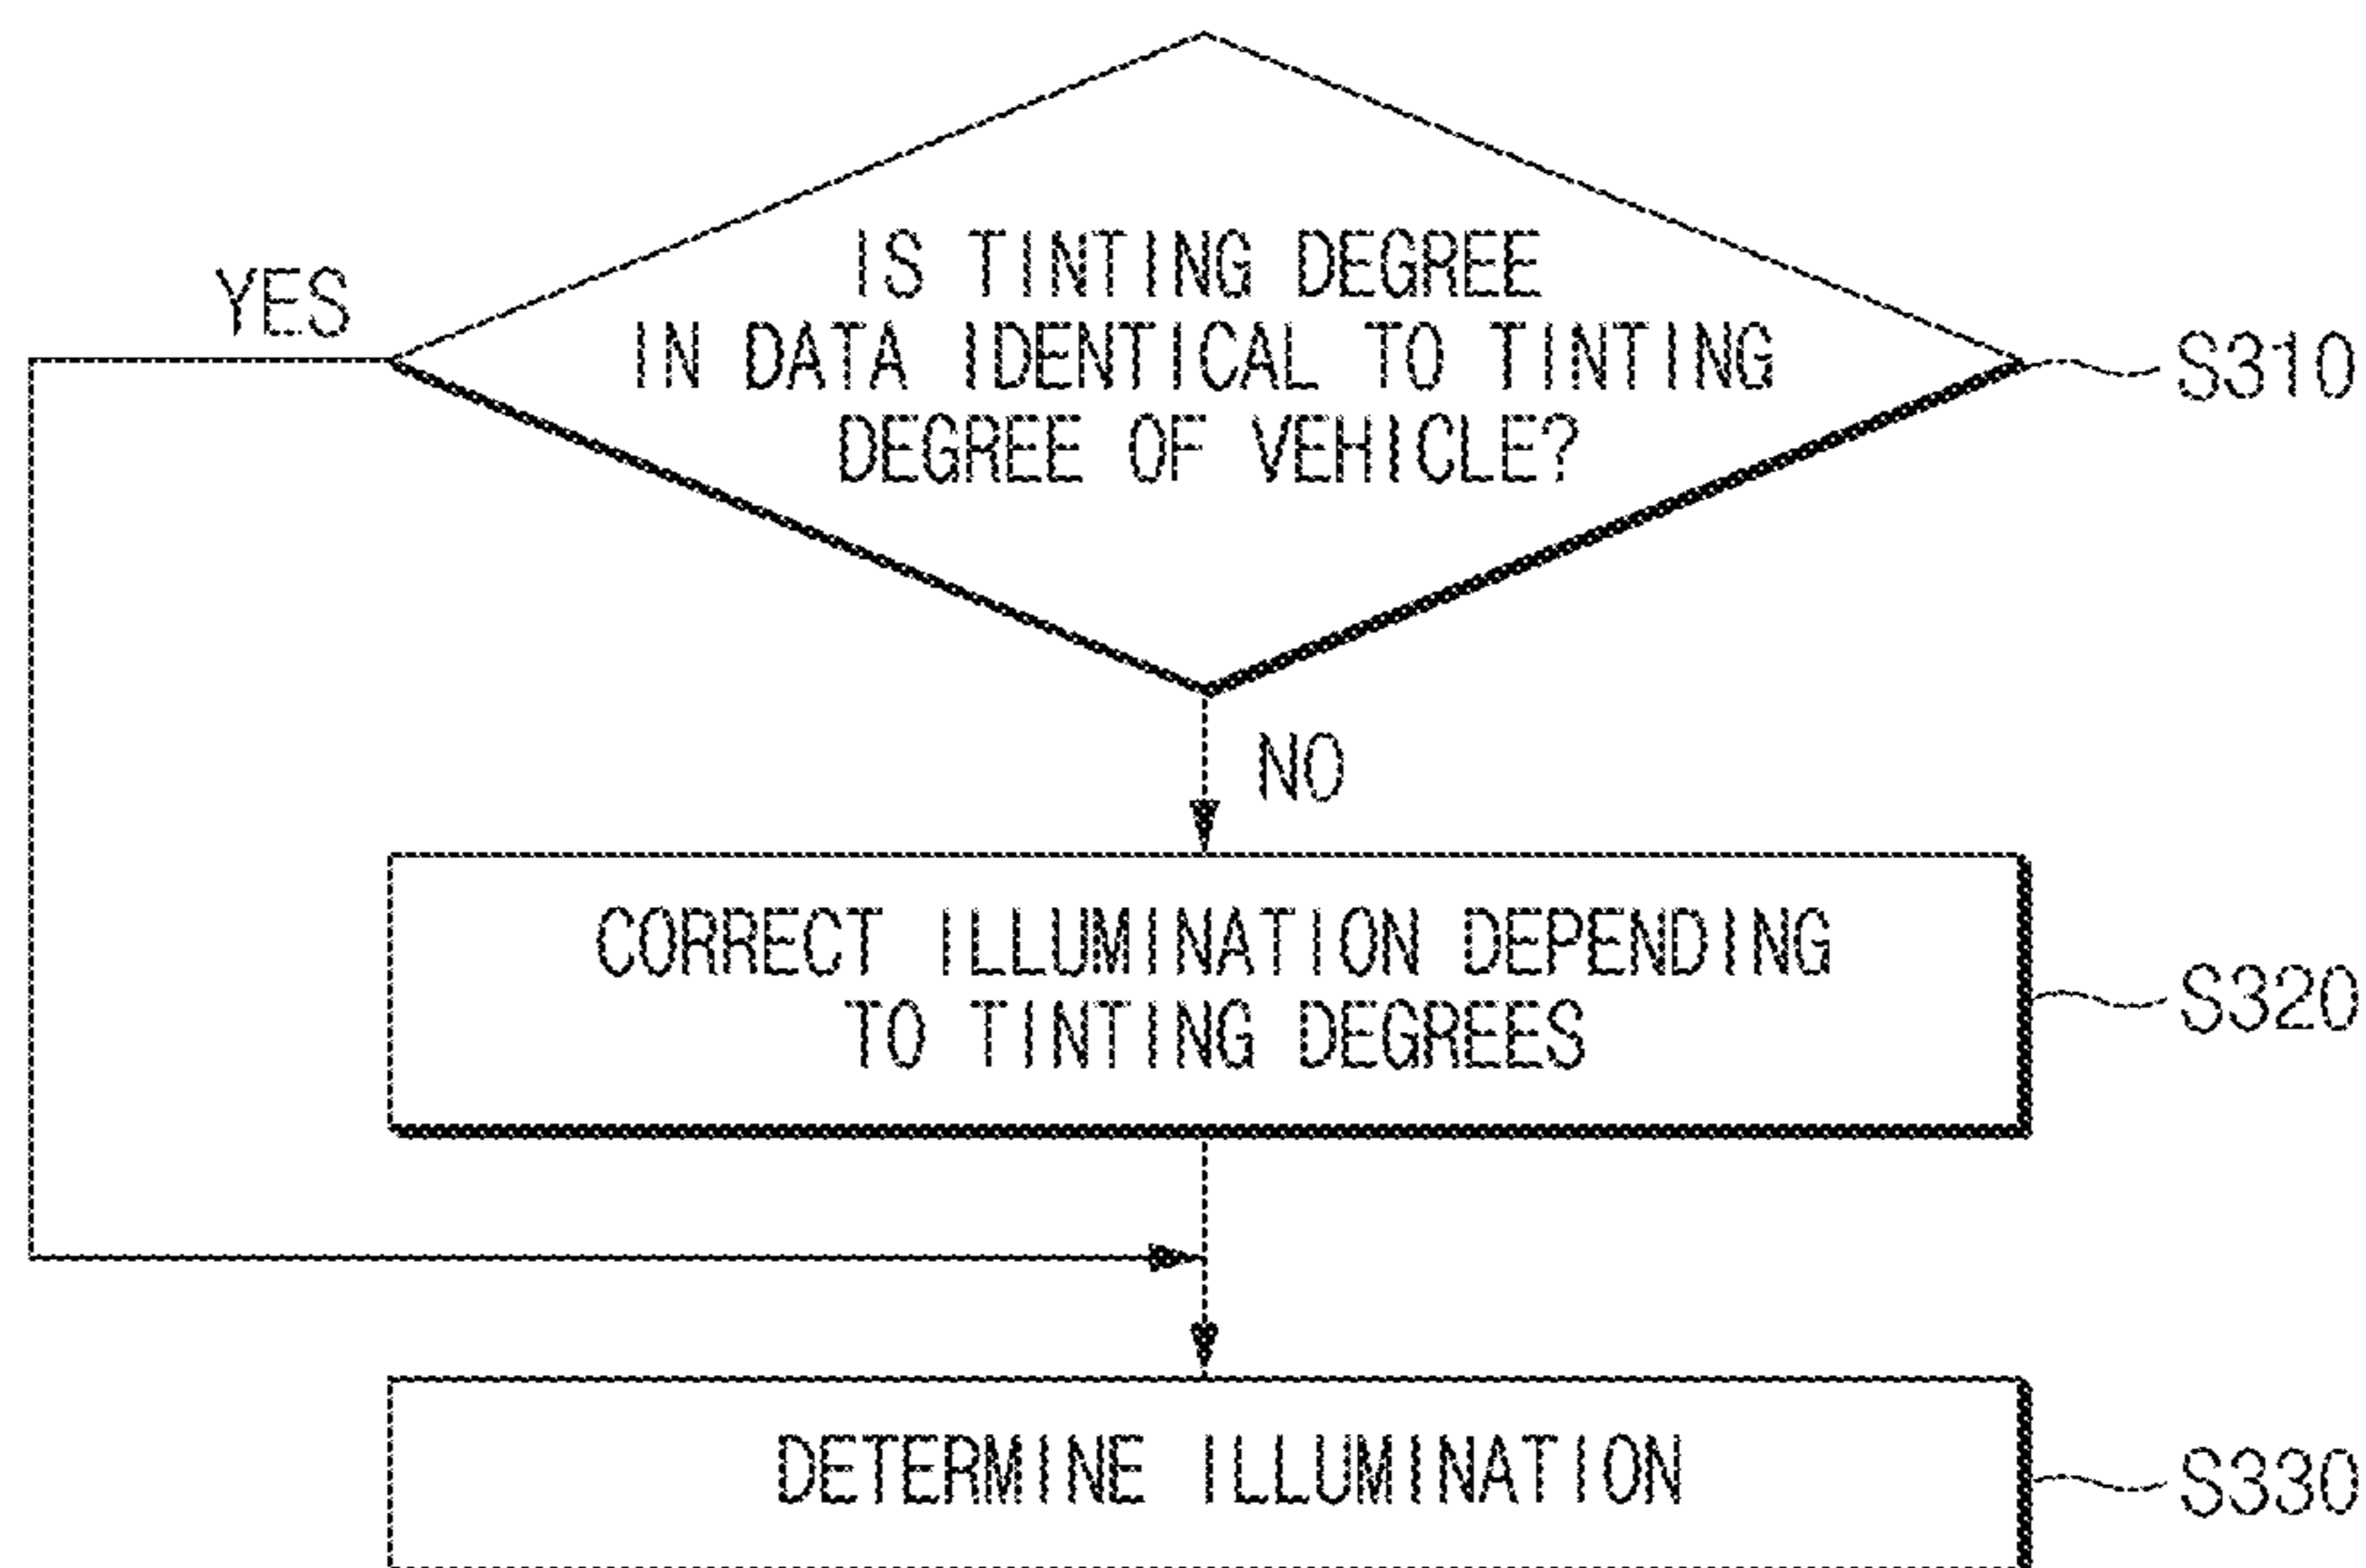 IS TINTING DEGREE
YES
IN DATA IDENTICAL TO TINTING
S310
DEGREE OF VEHICLE?
NO
CORRECT ILLUMINATION DEPENDING
TO TINTING DEGREES
S320
DETERMINE ILLUMINATION
S330